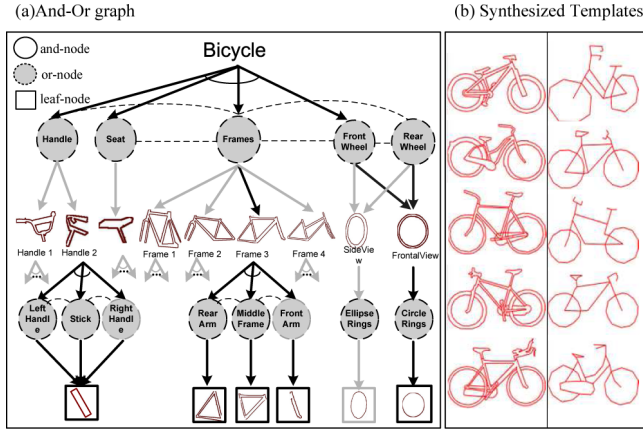 (a)And-Or graph
(b) Synthesized Templates
and-node
or-node
leaf-node
Bicycle
Handle
Seat
Frames
Front
Wheel
Rear
Wheel
Handle 1
Handle 2
Frame 1
Frame 2
Frame 3
Frame 4
SideVie
w
FrontalView
Left
Handl
e
Stick
Right
Handl
e
Rear
Arm
Middle
Frame
Front
Arm
Ellipse
Rings
Circle
Rings